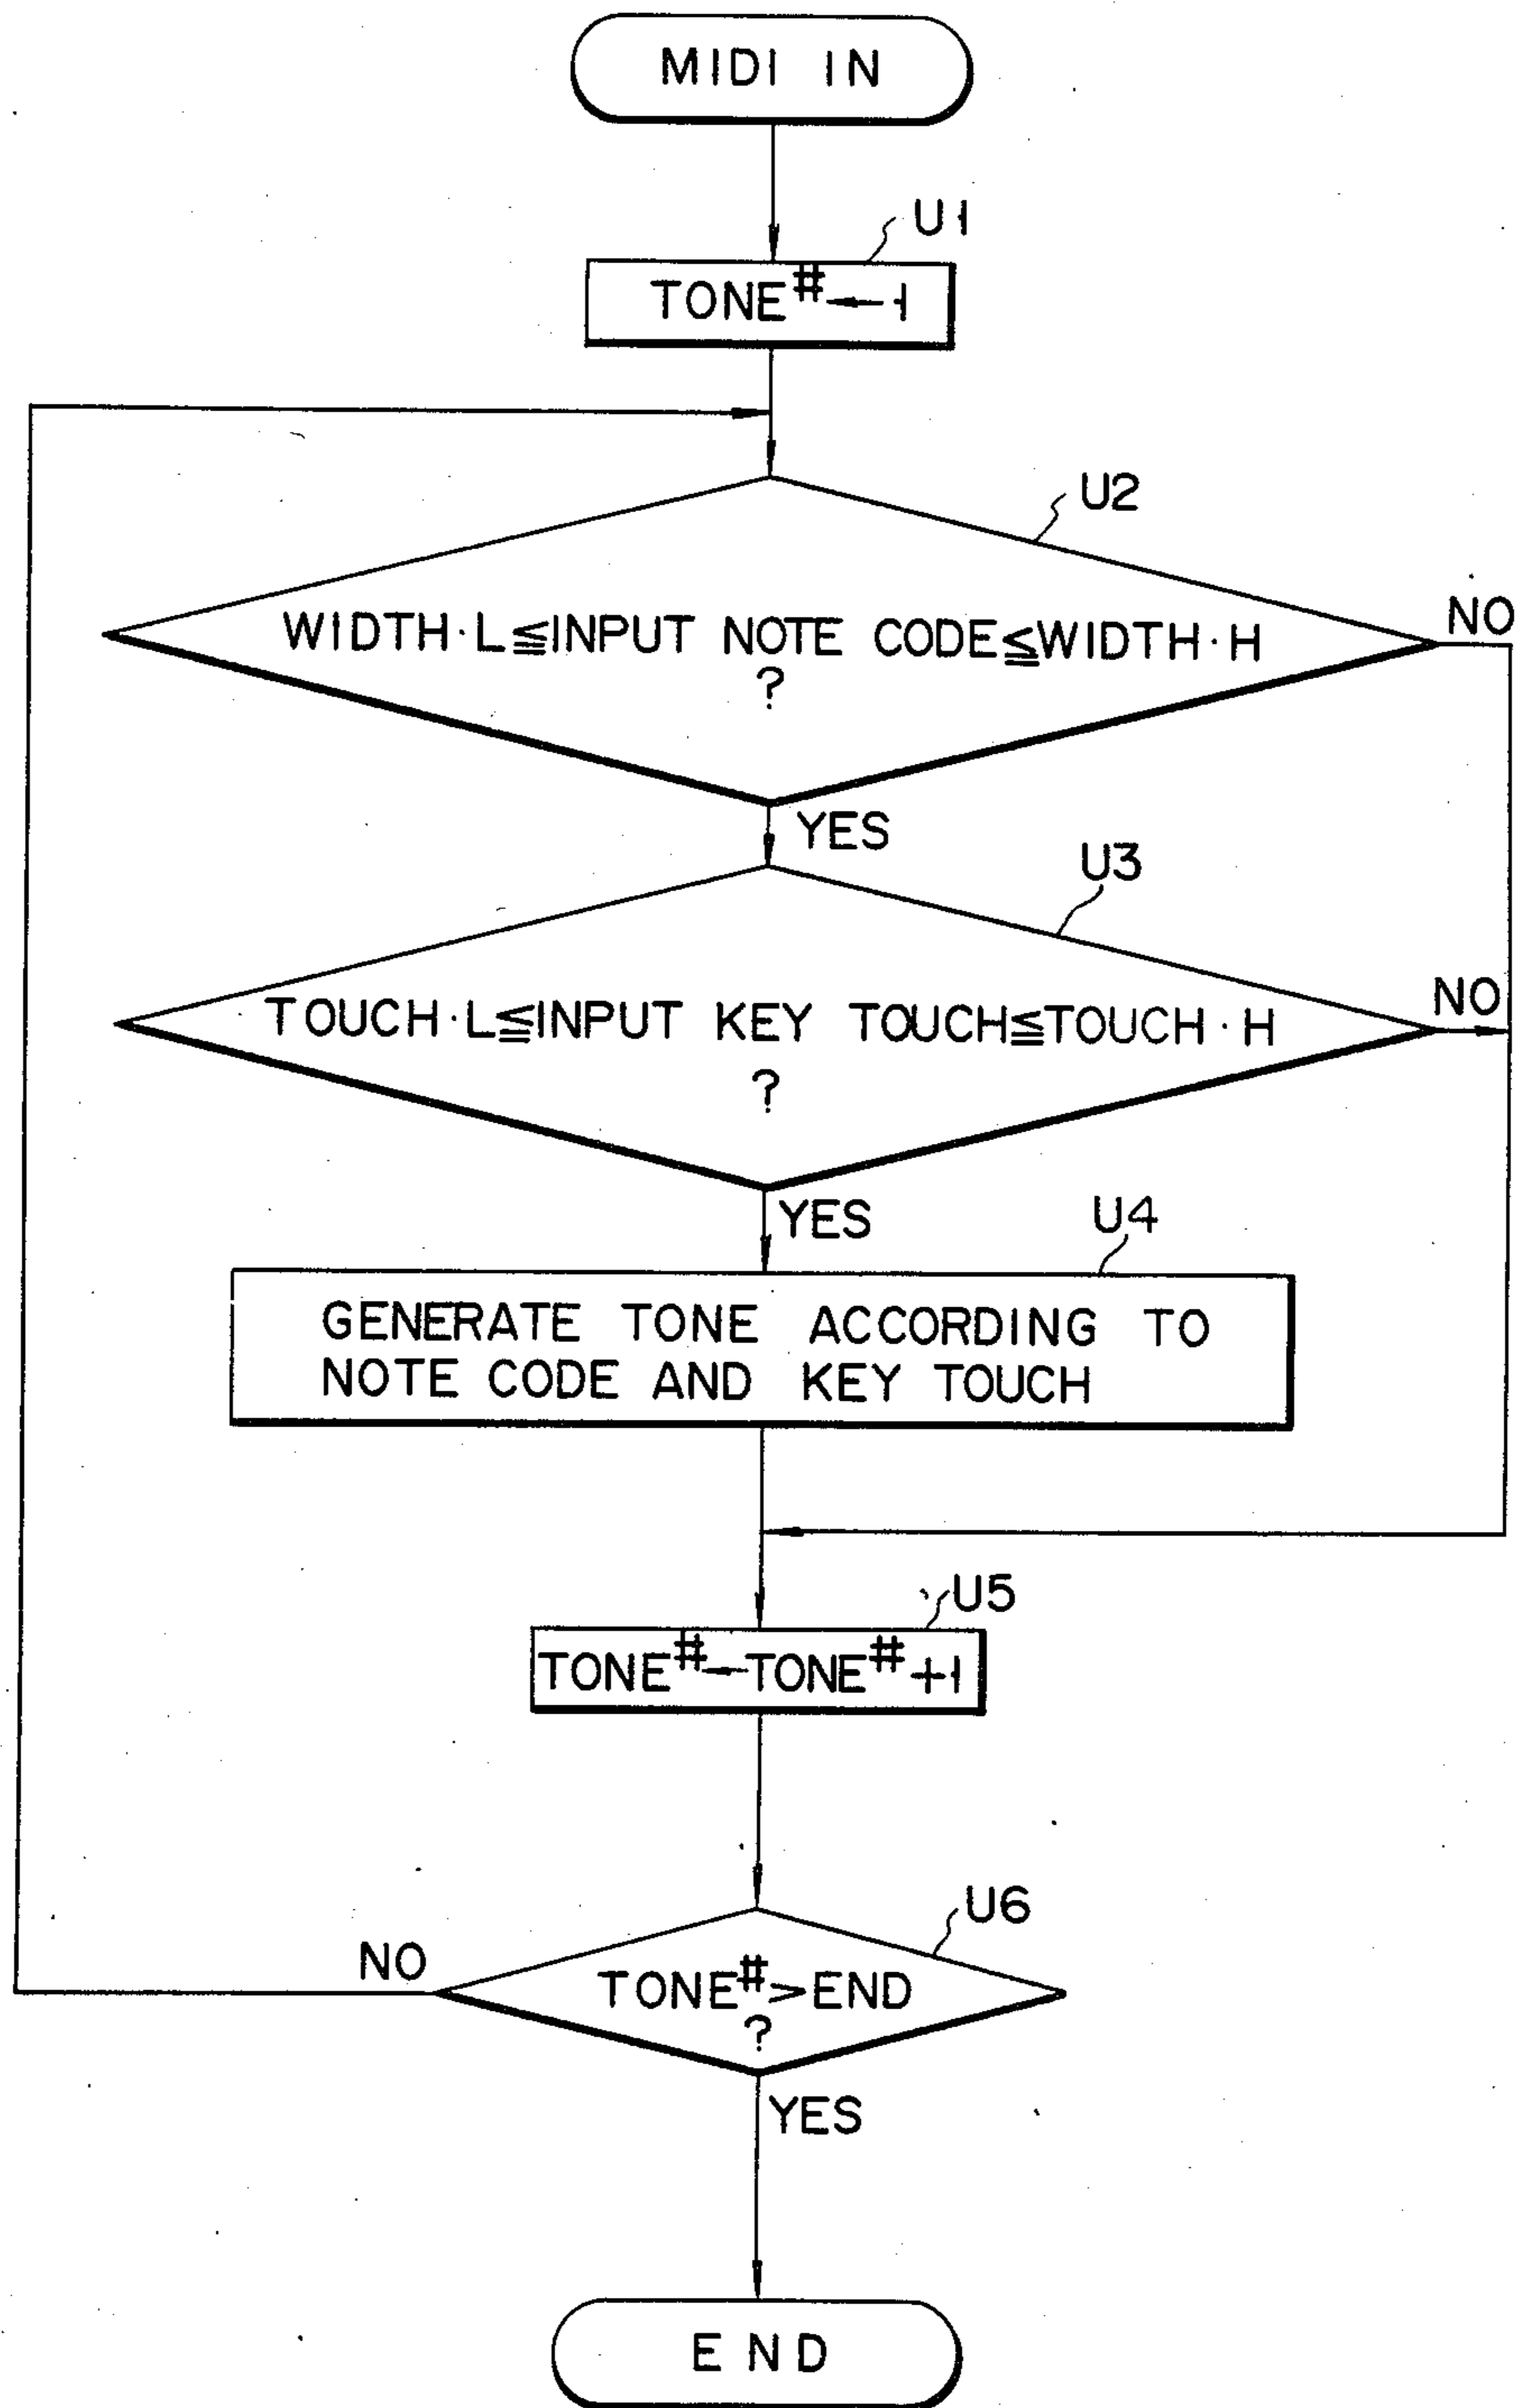 MIDI IN
U1
TONE#←1
U2
WIDTH·L≦INPUT NOTE CODE≦WIDTH·H
?
NO
YES
U3
TOUCH·L≦INPUT KEY TOUCH≦TOUCH·H
?
NO
YES
U4
GENERATE TONE ACCORDING TO
NOTE CODE AND KEY TOUCH
U5
TONE#←TONE#+1
U6
NO
TONE#>END
?
YES
END